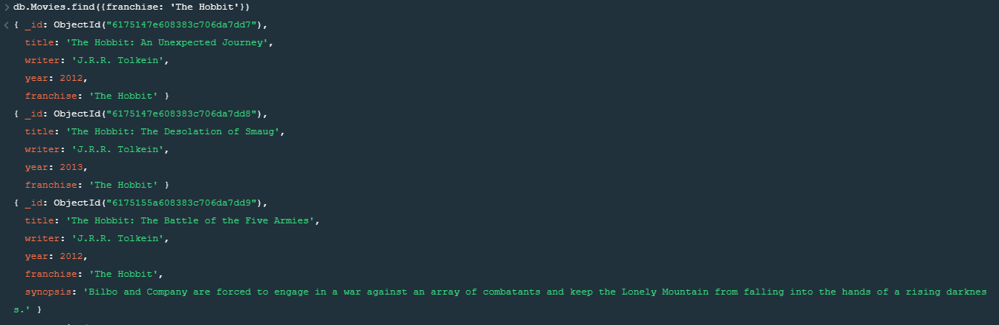 > db.Movies.find({franchise: 'The Hobbit'})
< { _id: ObjectId("6175147e608383c706da7dd7"),
title: 'The Hobbit: An Unexpected Journey',
writer: 'J.R.R. Tolkein',
year: 2012,
franchise: 'The Hobbit' }
{ _id: ObjectId("6175147e608383c706da7dd8"),
title: 'The Hobbit: The Desolation of Smaug',
writer: 'J.R.R. Tolkein',
year: 2013,
franchise: 'The Hobbit' }
{ _id: ObjectId("6175155a608383c706da7dd9"),
title: 'The Hobbit: The Battle of the Five Armies',
writer: 'J.R.R. Tolkein',
year: 2012,
franchise: 'The Hobbit',
synopsis: 'Bilbo and Company are forced to engage in a war against an array of combatants and keep the Lonely Mountain from falling into the hands of a rising darknes
s.' }